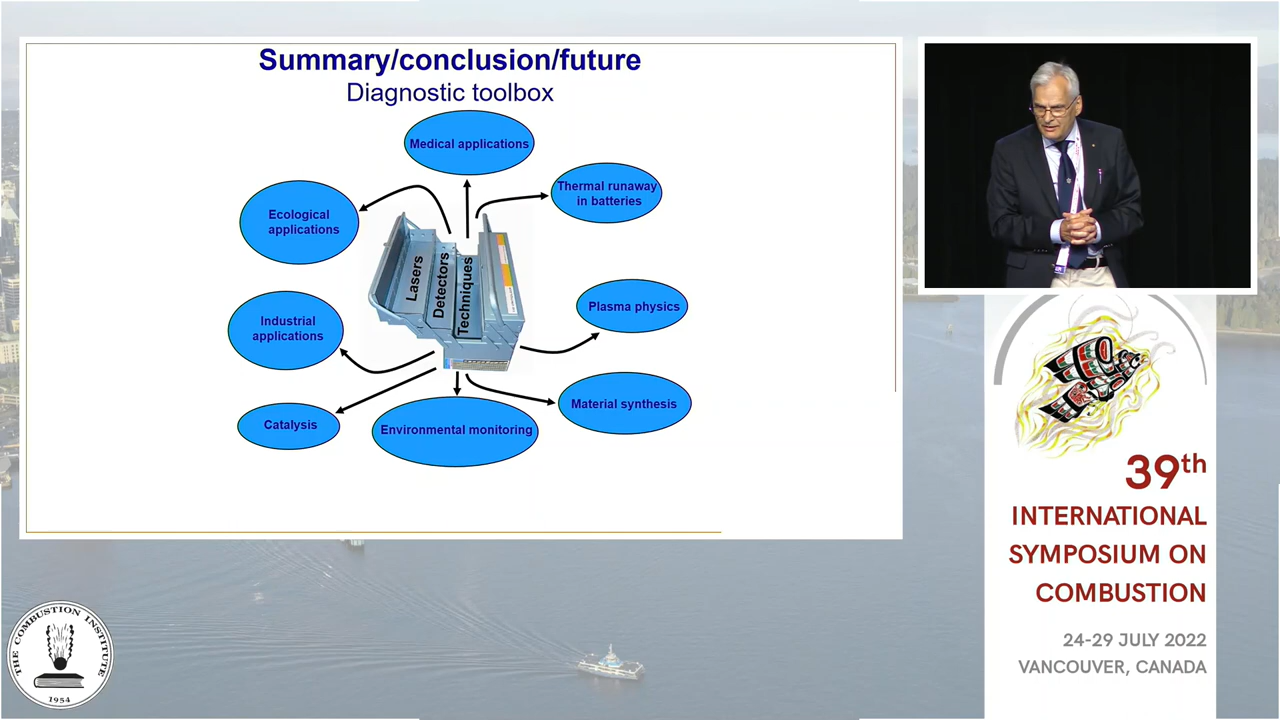 Summary/conclusion/future
Diagnostic toolbox
Medical applications
Thermal runaway
in batteries
Ecological
applications
Lasers
Detectors
Techniques
Plasma physics
Industrial
applications
Material synthesis
Catalysis
Environmental monitoring
39th
INTERNATIONAL
SYMPOSIUM ON
COMBUSTION
24-29 JULY 2022
VANCOUVER, CANADA
THE COMBUSTION INSTITUTE
1954